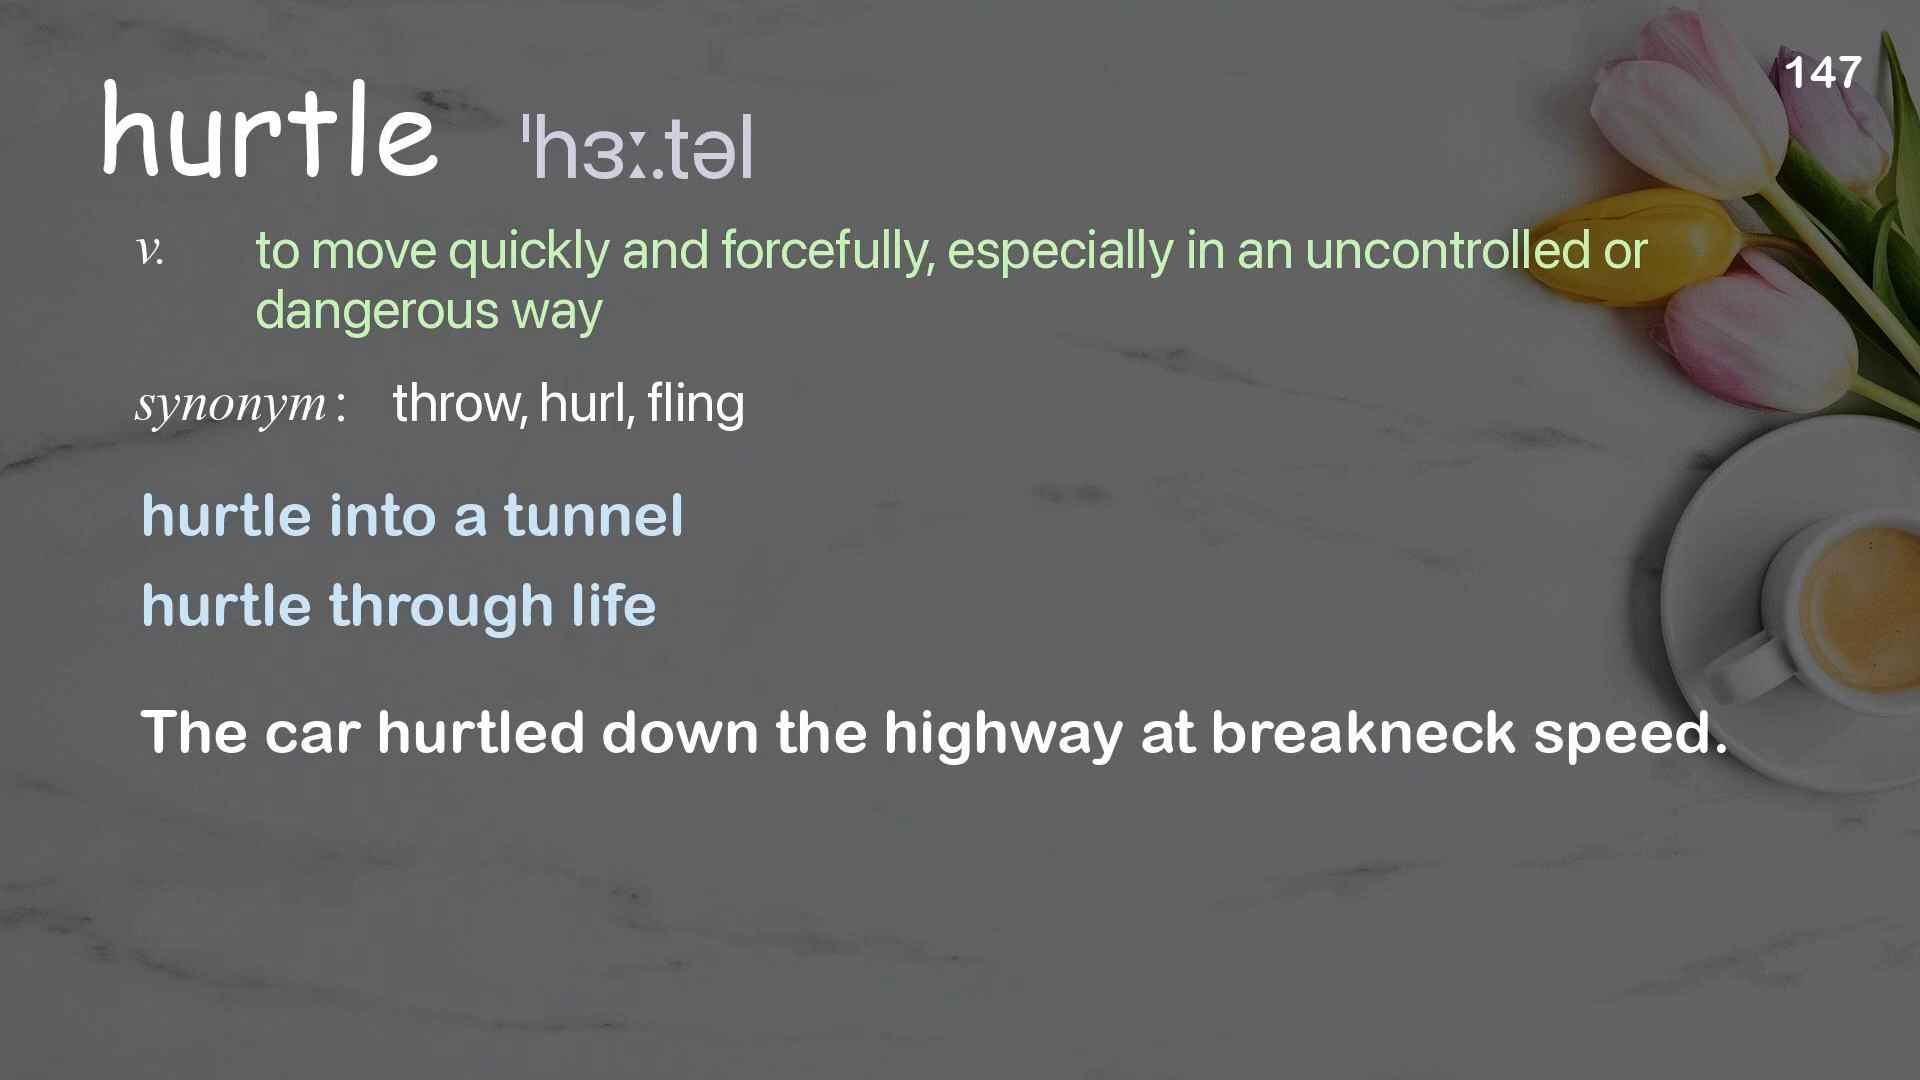 147
hurtle ˈhɜː.təl
v. to move quickly and forcefully, especially in an uncontrolled or
dangerous way
synonym : throw, hurl, fling
hurtle into a tunnel
hurtle through life
The car hurtled down the highway at breakneck speed.